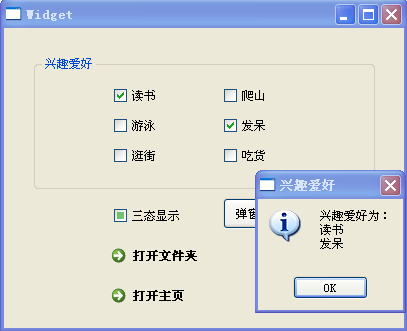 Widget
兴趣爱好
读书 爬山
游泳 发呆
逛街 吃货
三态显示 弹窗
打开文件夹
打开主页
兴趣爱好
兴趣爱好为：
读书
发呆
OK